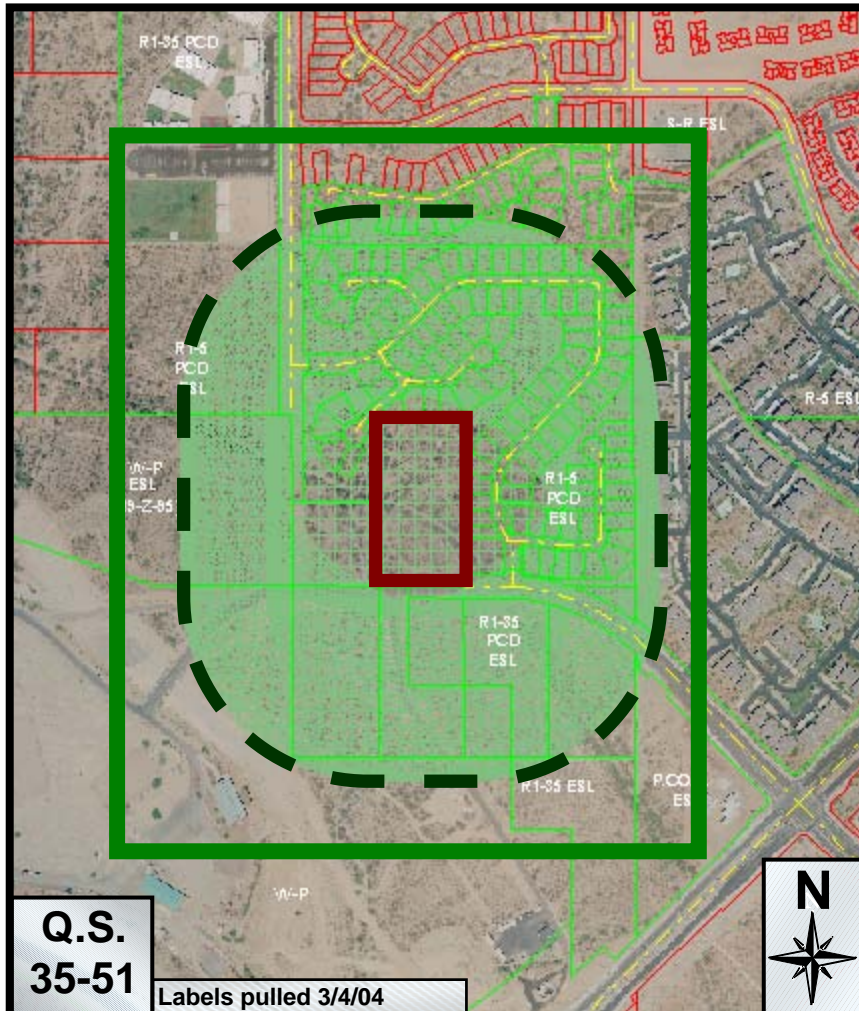 R1-35 PCD
ESL
S-R ESL
R1-5
PCD
ESL
R-5 ESL
W-P
ESL
R1-5
PCD
ESL
R1-35
PCD
ESL
R1-35 ESL
W-P
Q.S.
35-51
Labels pulled 3/4/04
N